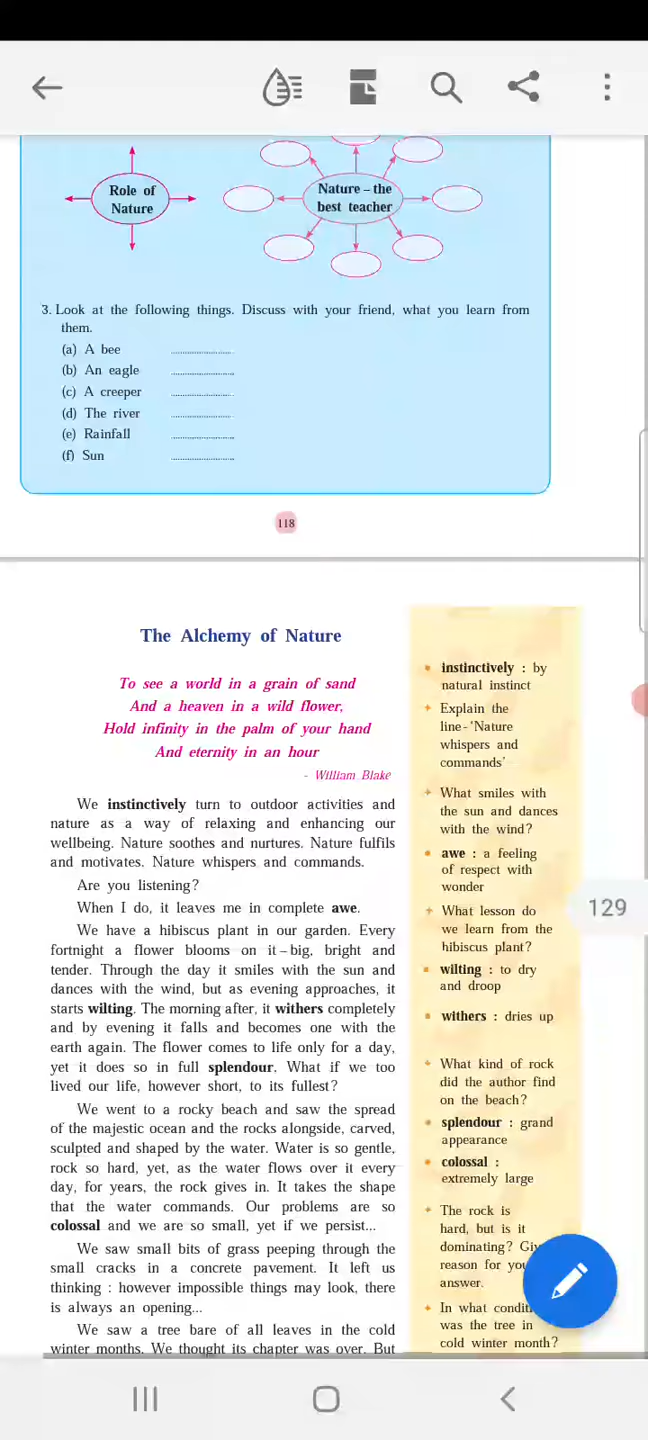 Role of
Nature
Nature – the
best teacher
3. Look at the following things. Discuss with your friend, what you learn from
them.
(a) A bee ..........................
(b) An eagle ..........................
(c) A creeper ..........................
(d) The river ..........................
(e) Rainfall ..........................
(f) Sun ..........................
118
The Alchemy of Nature
To see a world in a grain of sand
And a heaven in a wild flower,
Hold infinity in the palm of your hand
And eternity in an hour
- William Blake
We instinctively turn to outdoor activities and
nature as a way of relaxing and enhancing our
wellbeing. Nature soothes and nurtures. Nature fulfils
and motivates. Nature whispers and commands.
Are you listening?
When I do, it leaves me in complete awe.
We have a hibiscus plant in our garden. Every
fortnight a flower blooms on it – big, bright and
tender. Through the day it smiles with the sun and
dances with the wind, but as evening approaches, it
starts wilting. The morning after, it withers completely
and by evening it falls and becomes one with the
earth again. The flower comes to life only for a day,
yet it does so in full splendour. What if we too
lived our life, however short, to its fullest?
We went to a rocky beach and saw the spread
of the majestic ocean and the rocks alongside, carved,
sculpted and shaped by the water. Water is so gentle,
rock so hard, yet, as the water flows over it every
day, for years, the rock gives in. It takes the shape
that the water commands. Our problems are so
colossal and we are so small, yet if we persist...
We saw small bits of grass peeping through the
small cracks in a concrete pavement. It left us
thinking : however impossible things may look, there
is always an opening...
We saw a tree bare of all leaves in the cold
winter months. We thought its chapter was over. But
instinctively : by
natural instinct
Explain the
line - 'Nature
whispers and
commands'
What smiles with
the sun and dances
with the wind?
awe : a feeling
of respect with
wonder
What lesson do
we learn from the
hibiscus plant?
wilting : to dry
and droop
withers : dries up
What kind of rock
did the author find
on the beach?
splendour : grand
appearance
colossal :
extremely large
The rock is
hard, but is it
dominating?
reason for
answer.
In what
was the tree in
cold winter month?
129